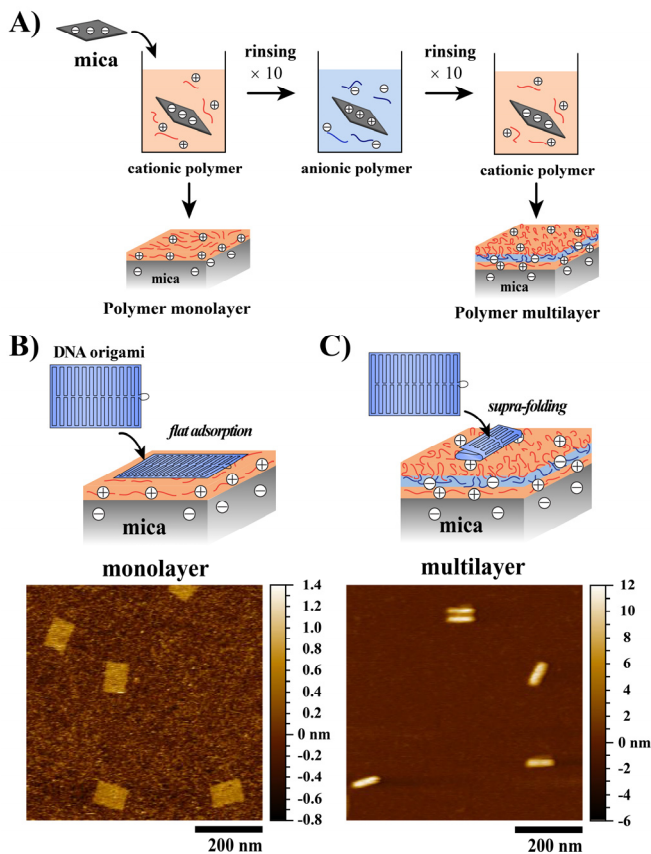 A)
mica
rinsing
× 10
rinsing
× 10
cationic polymer
anionic polymer
cationic polymer
mica
Polymer monolayer
mica
Polymer multilayer
B)
DNA origami
flat adsorption
mica
C)
supra-folding
mica
monolayer
1.4
1.2
1.0
0.8
0.6
0.4
0.2
0 nm
-0.2
-0.4
-0.6
-0.8
200 nm
multilayer
12
10
8
6
4
2
0 nm
-2
-4
-6
200 nm